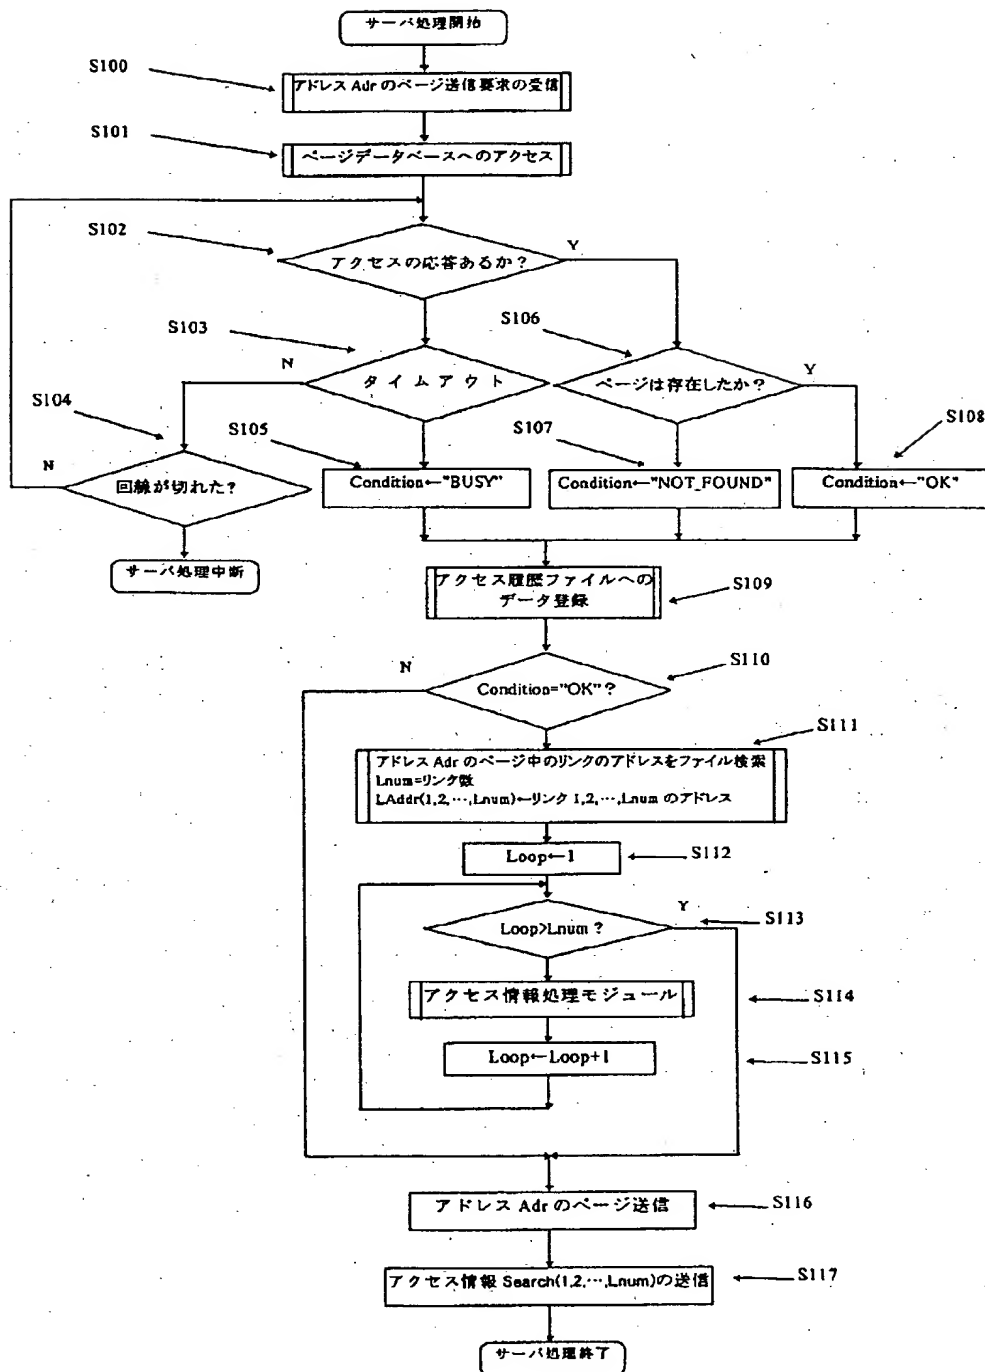 サーバ処理開始
S100
アドレス Adr のページ送信要求の受信
S101
ページデータベースへのアクセス
S102
アクセスの応答あるか？
Y
S103
S106
N
タイムアウト
ページは存在したか？
Y
S104
S105
S107
S108
N
回線が切れた？
Condition←"BUSY"
Condition←"NOT_FOUND"
Condition←"OK"
サーバ処理中断
アクセス履歴ファイルへの
データ登録
S109
N
Condition="OK"？
S110
S111
アドレス Adr のページ中のリンクのアドレスをファイル検索
Lnum=リンク数
LAddr(1,2,…,Lnum)←リンク 1,2,…,Lnum のアドレス
Loop←1
S112
Y
Loop>Lnum？
S113
アクセス情報処理モジュール
S114
Loop←Loop+1
S115
アドレス Adr のページ送信
S116
アクセス情報 Search(1,2,…,Lnum)の送信
S117
サーバ処理終了